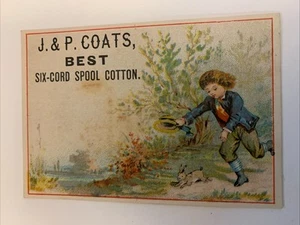 J. & P. COATS,
BEST
SIX-CORD SPOOL COTTON.